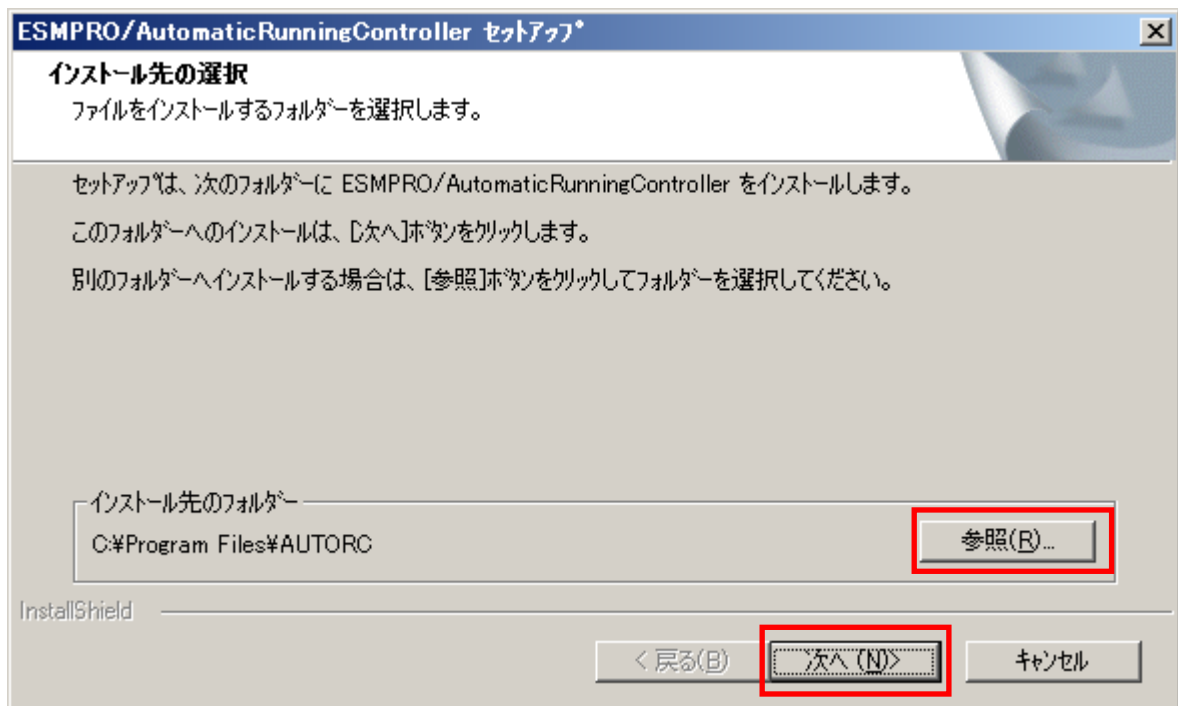 ESMPRO/AutomaticRunningController セットアップ
インストール先の選択
ファイルをインストールするフォルダーを選択します。
セットアップは、次のフォルダーに ESMPRO/AutomaticRunningController をインストールします。
このフォルダーへのインストールは、[次へ]ボタンをクリックします。
別のフォルダーへインストールする場合は、[参照]ボタンをクリックしてフォルダーを選択してください。
インストール先のフォルダー
C:¥Program Files¥AUTORC
参照(R)...
InstallShield
< 戻る(B)
次へ (N)>
キャンセル